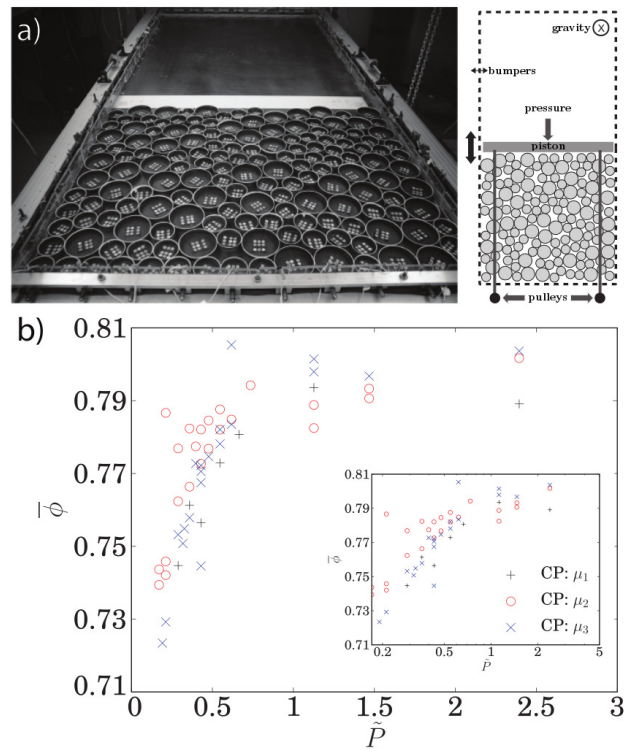 a)
gravity X
bumpers
pressure
piston
pulleys
b)
0.81
0.79
0.77
0.75
0.73
0.71
ϕ̅
0
0.5
1
1.5
2
2.5
3
P̃
0.81
0.79
0.77
0.75
0.73
0.71
ϕ̅
0.2
0.5
1
2
5
P̃
+ CP: μ₁
○ CP: μ₂
× CP: μ₃